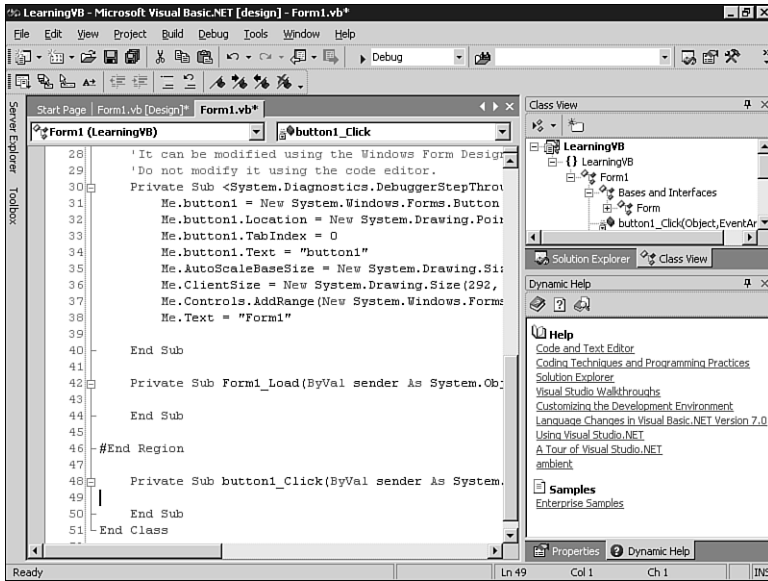 LearningVB - Microsoft Visual Basic.NET [design] - Form1.vb*
File Edit View Project Build Debug Tools Window Help
Debug
Server Explorer
Toolbox
Start Page Form1.vb [Design]* Form1.vb*
Form1 (LearningVB) button1_Click
28 'It can be modified using the Windows Form Design
29 'Do not modify it using the code editor.
30 Private Sub <System.Diagnostics.DebuggerStepThrou
31 Me.button1 = New System.Windows.Forms.Button
32 Me.button1.Location = New System.Drawing.Poin
33 Me.button1.TabIndex = 0
34 Me.button1.Text = "button1"
35 Me.AutoScaleBaseSize = New System.Drawing.Siz
36 Me.ClientSize = New System.Drawing.Size(292,
37 Me.Controls.AddRange(New System.Windows.Forms
38 Me.Text = "Form1"
39
40 End Sub
41
42 Private Sub Form1_Load(ByVal sender As System.Obj
43
44 End Sub
45
46 #End Region
47
48 Private Sub button1_Click(ByVal sender As System.
49
50 End Sub
51 End Class
Class View
LearningVB
{} LearningVB
Form1
Bases and Interfaces
Form
button1_Click(Object,EventAr
Solution Explorer Class View
Dynamic Help
Help
Code and Text Editor
Coding Techniques and Programming Practices
Solution Explorer
Visual Studio Walkthroughs
Customizing the Development Environment
Language Changes in Visual Basic.NET Version 7.0
Using Visual Studio.NET
A Tour of Visual Studio.NET
ambient
Samples
Enterprise Samples
Properties Dynamic Help
Ready Ln 49 Col 1 Ch 1 INS